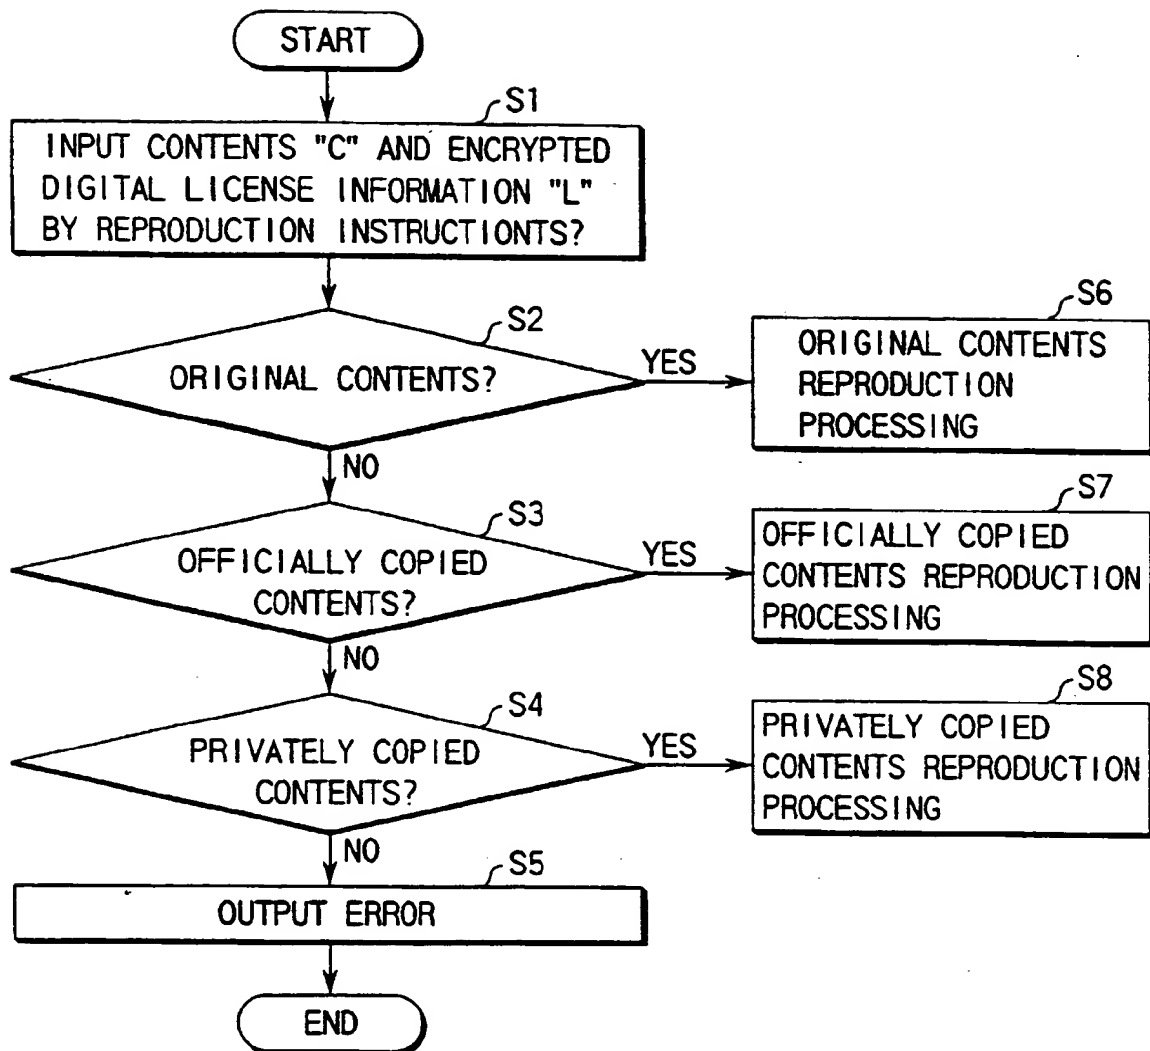 START
S1
INPUT CONTENTS "C" AND ENCRYPTED
DIGITAL LICENSE INFORMATION "L"
BY REPRODUCTION INSTRUCTIONTS?
S2
ORIGINAL CONTENTS?
YES
S6
ORIGINAL CONTENTS
REPRODUCTION
PROCESSING
NO
S3
OFFICIALLY COPIED
CONTENTS?
YES
S7
OFFICIALLY COPIED
CONTENTS REPRODUCTION
PROCESSING
NO
S4
PRIVATELY COPIED
CONTENTS?
YES
S8
PRIVATELY COPIED
CONTENTS REPRODUCTION
PROCESSING
NO
S5
OUTPUT ERROR
END